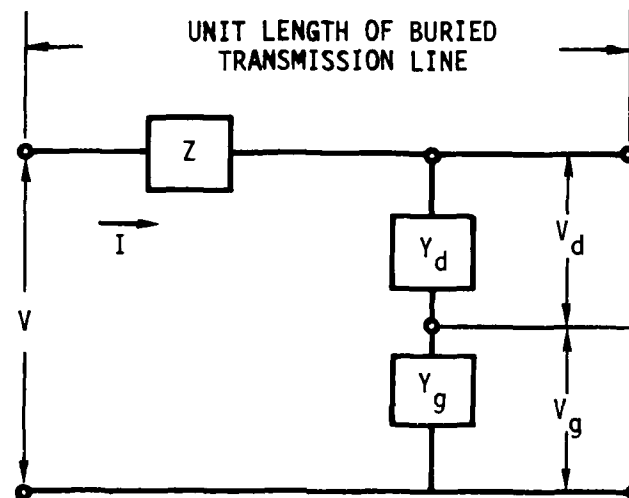 UNIT LENGTH OF BURIED
TRANSMISSION LINE
Z
I
V
Y_d
V_d
Y_g
V_g